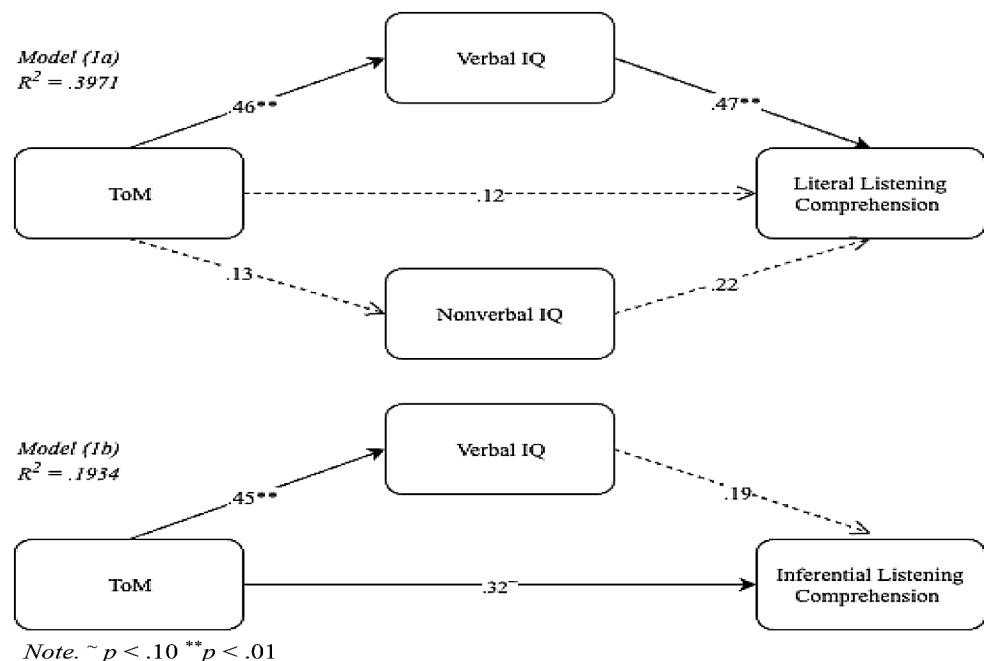 Model (1a)
R² = .3971
Verbal IQ
.46**
.47**
ToM
.12
Literal Listening
Comprehension
.13
.22
Nonverbal IQ
Model (1b)
R² = .1934
Verbal IQ
.45**
.19
ToM
.32~
Inferential Listening
Comprehension
Note. ~ p < .10 **p < .01